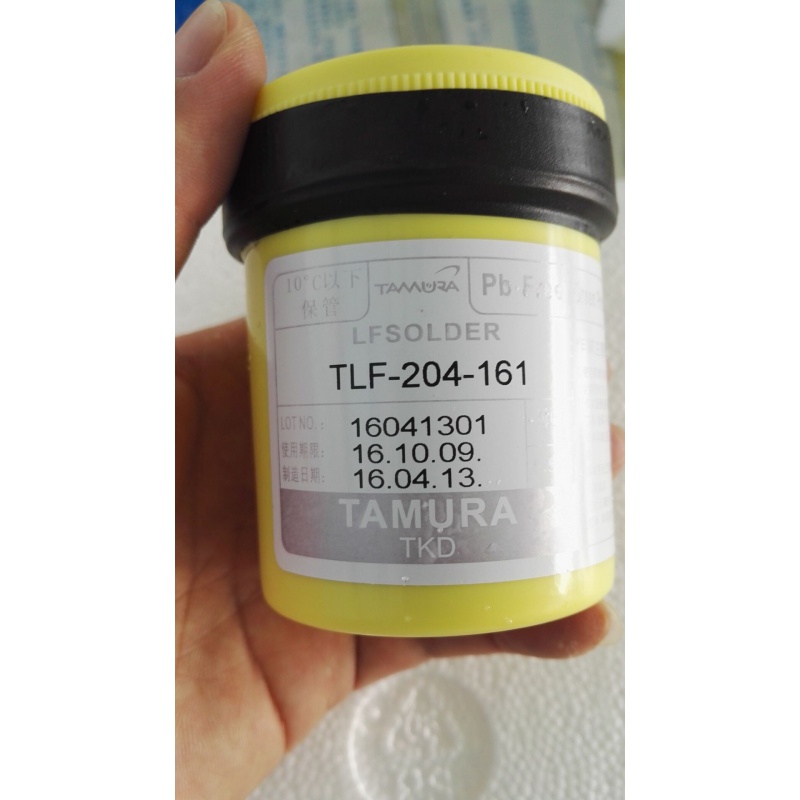 10°C以下
保管
TAMURA
Pb-Free
LFSOLDER
TLF-204-161
LOT NO.: 16041301
使用期限: 16.10.09.
制造日期: 16.04.13.
TAMURA
TKD